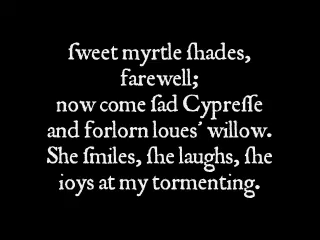 ſweet myrtle ſhades,
farewell;
now come ſad Cypreſſe
and forlorn loues' willow.
She ſmiles, ſhe laughs, ſhe
ioys at my tormenting.